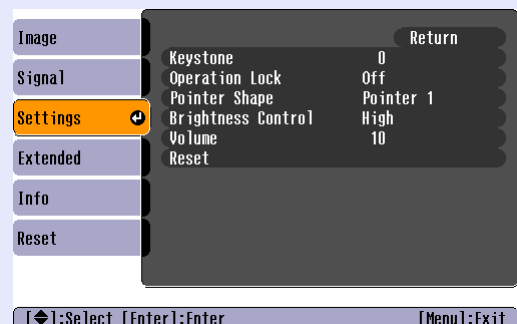 Image
Signal
Settings
Extended
Info
Reset
Return
Keystone 0
Operation Lock Off
Pointer Shape Pointer 1
Brightness Control High
Volume 10
Reset
[◆]:Select [Enter]:Enter [Menu]:Exit